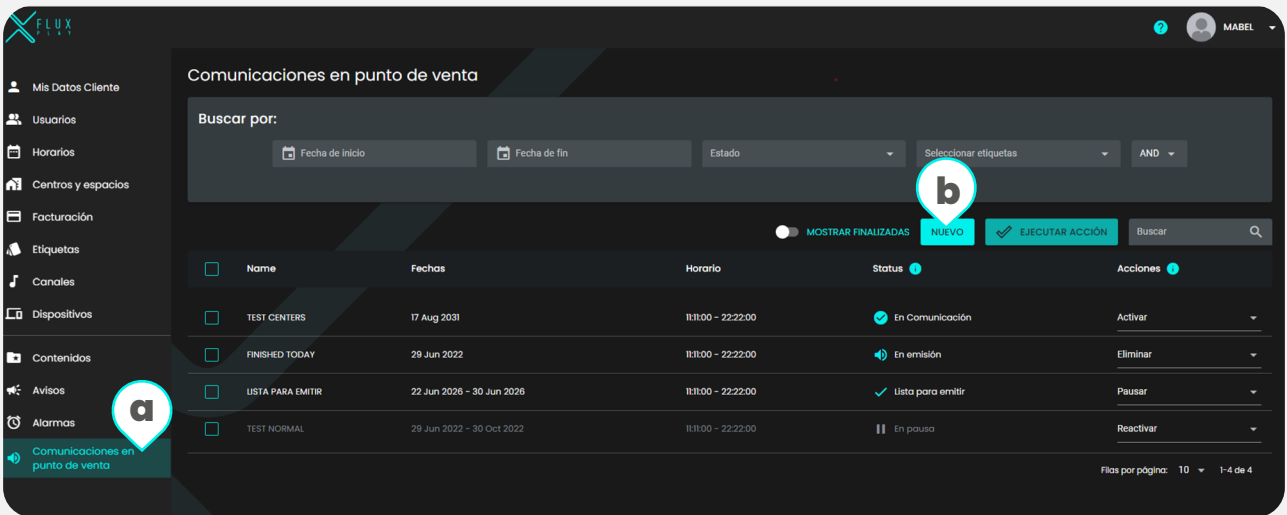 FLUX
PLAY
? MABEL
Mis Datos Cliente
Usuarios
Horarios
Centros y espacios
Facturación
Etiquetas
Canales
Dispositivos
Contenidos
Avisos
Alarmas
Comunicaciones en
punto de venta
a
Comunicaciones en punto de venta
Buscar por:
Fecha de inicio Fecha de fin Estado Seleccionar etiquetas AND
b
MOSTRAR FINALIZADAS NUEVO EJECUTAR ACCIÓN Buscar
Name Fechas Horario Status i Acciones i
TEST CENTERS 17 Aug 2031 11:11:00 - 22:22:00 En Comunicación Activar
FINISHED TODAY 29 Jun 2022 11:11:00 - 22:22:00 En emisión Eliminar
LISTA PARA EMITIR 22 Jun 2026 - 30 Jun 2026 11:11:00 - 22:22:00 Lista para emitir Pausar
TEST NORMAL 29 Jun 2022 - 30 Oct 2022 11:11:00 - 22:22:00 En pausa Reactivar
Filas por página: 10 1-4 de 4